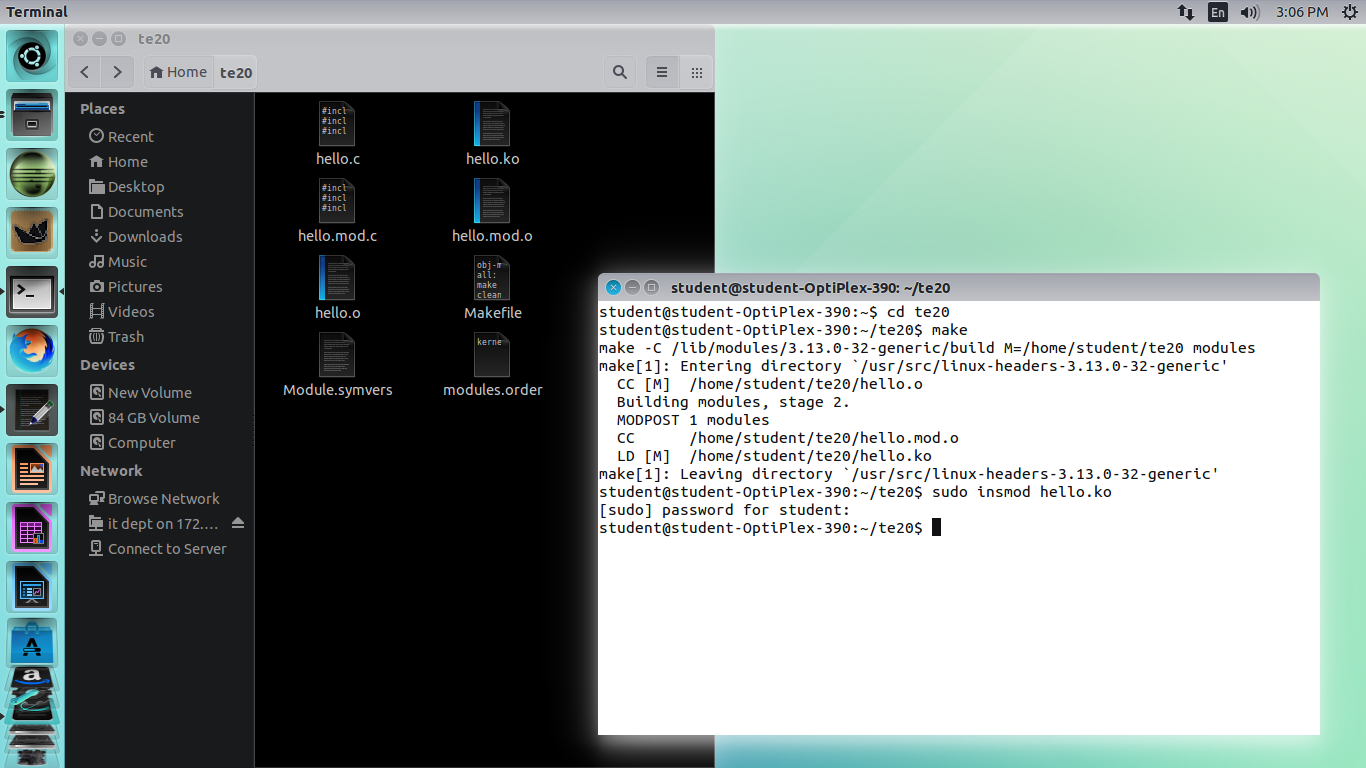 Terminal
En
3:06 PM
te20
Home
te20
Places
Recent
Home
Desktop
Documents
Downloads
Music
Pictures
Videos
Trash
Devices
New Volume
84 GB Volume
Computer
Network
Browse Network
it dept on 172....
Connect to Server
#incl
#incl
#incl
hello.c
hello.ko
#incl
#incl
#incl
hello.mod.c
hello.mod.o
hello.o
obj-m
all:
make
clean
Makefile
Module.symvers
kerne
modules.order
student@student-OptiPlex-390: ~/te20
student@student-OptiPlex-390:~$ cd te20
student@student-OptiPlex-390:~/te20$ make
make -C /lib/modules/3.13.0-32-generic/build M=/home/student/te20 modules
make[1]: Entering directory `/usr/src/linux-headers-3.13.0-32-generic'
CC [M]  /home/student/te20/hello.o
Building modules, stage 2.
MODPOST 1 modules
CC      /home/student/te20/hello.mod.o
LD [M]  /home/student/te20/hello.ko
make[1]: Leaving directory `/usr/src/linux-headers-3.13.0-32-generic'
student@student-OptiPlex-390:~/te20$ sudo insmod hello.ko
[sudo] password for student:
student@student-OptiPlex-390:~/te20$